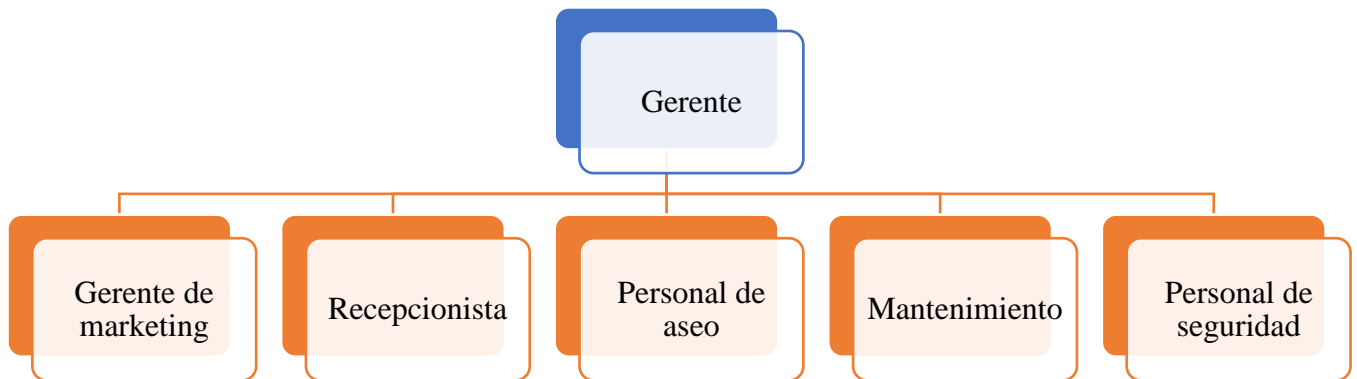 Gerente
Gerente de
marketing
Recepcionista
Personal de
aseo
Mantenimiento
Personal de
seguridad